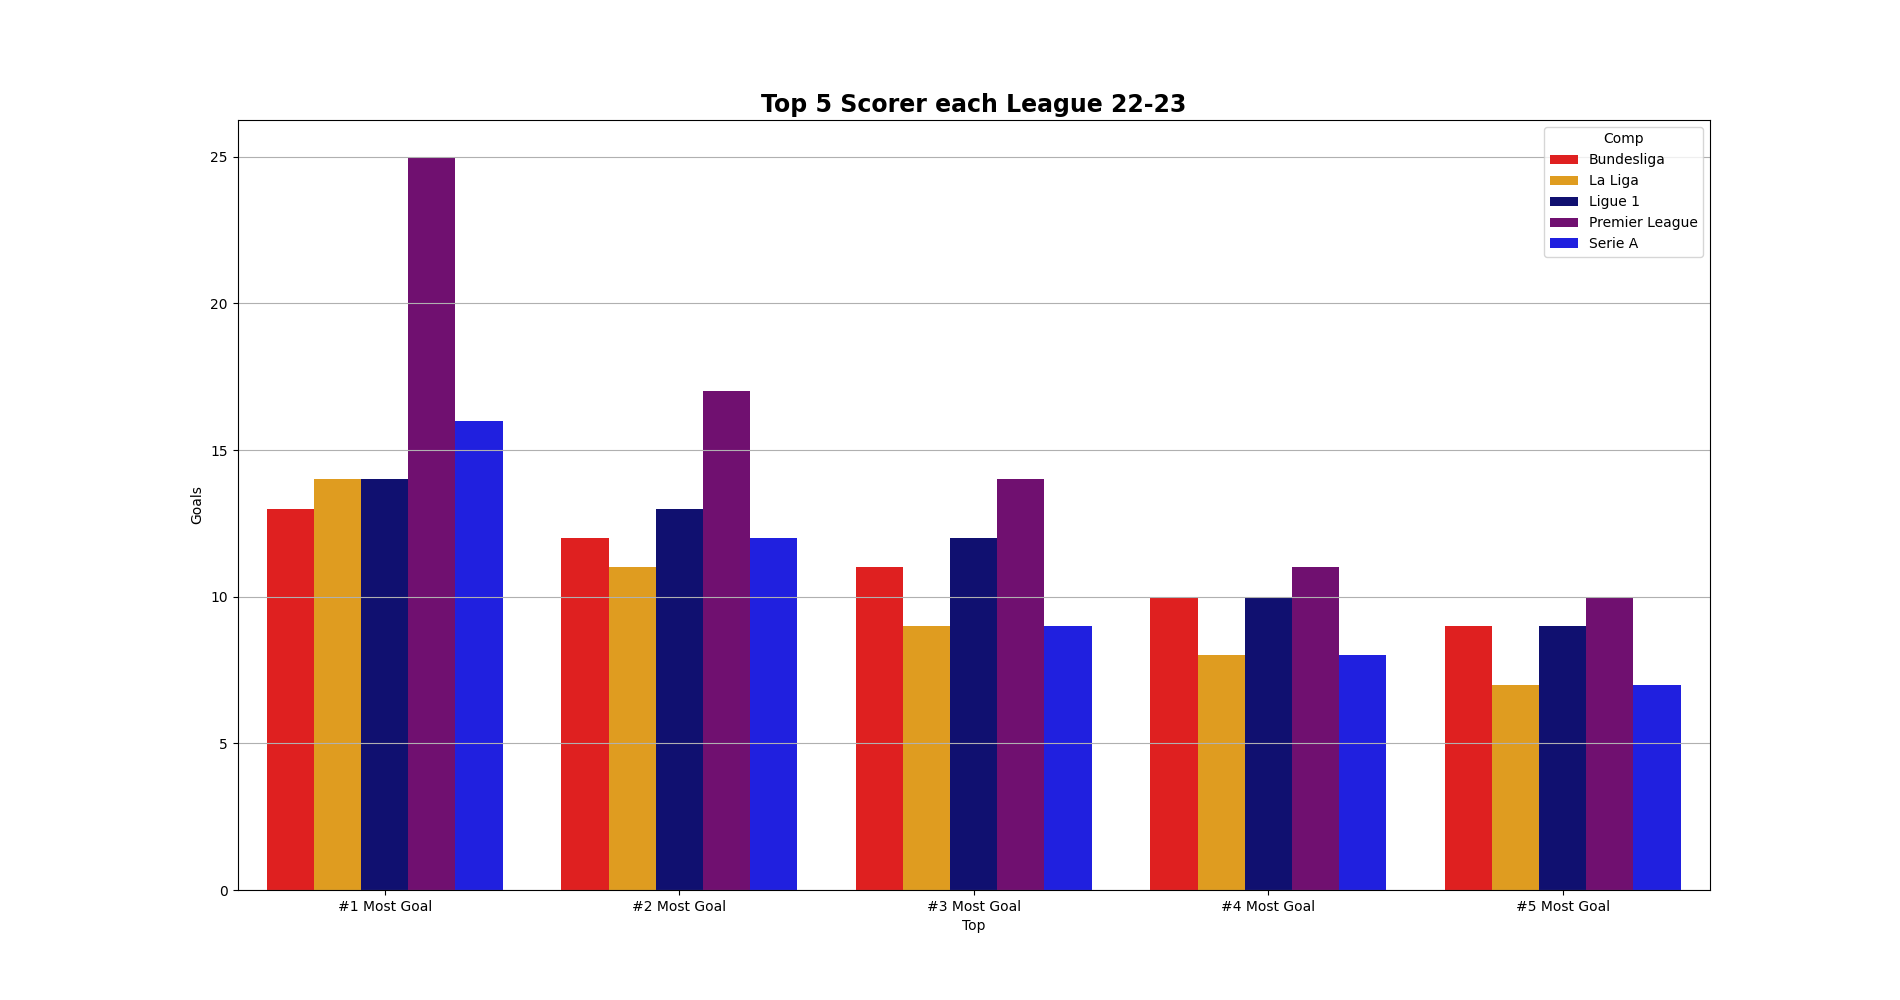 Top 5 Scorer each League 22-23
Comp
Bundesliga
La Liga
Ligue 1
Premier League
Serie A
25
20
15
10
5
0
Goals
#1 Most Goal
#2 Most Goal
#3 Most Goal
#4 Most Goal
#5 Most Goal
Top